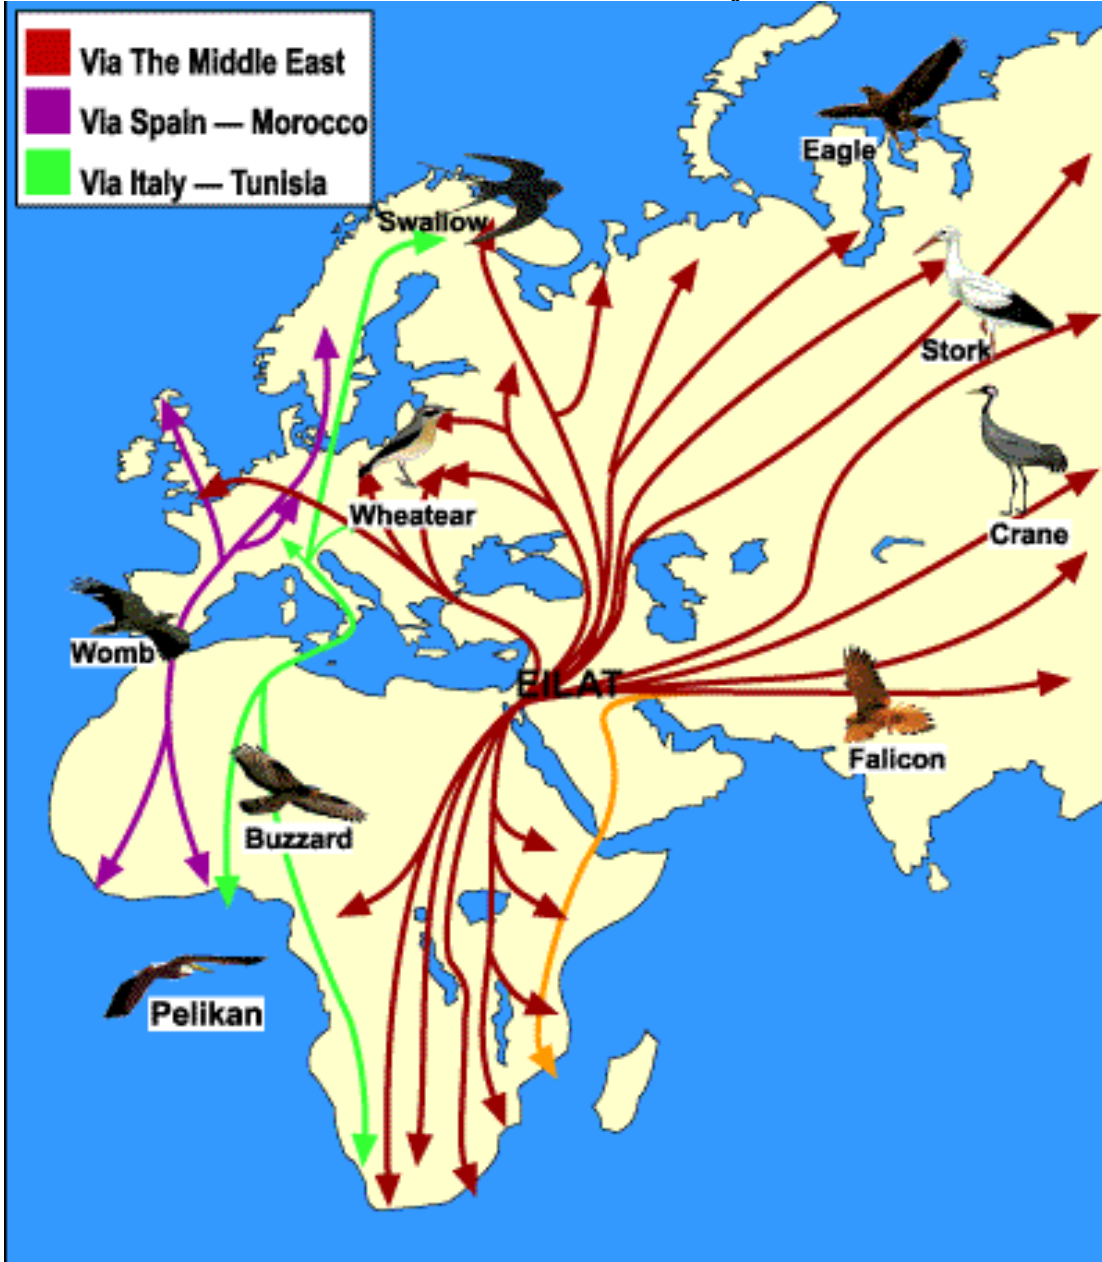 Via The Middle East
Via Spain — Morocco
Via Italy — Tunisia
Eagle
Swallow
Stork
Wheatear
Crane
Womb
EILAT
Falicon
Buzzard
Pelikan